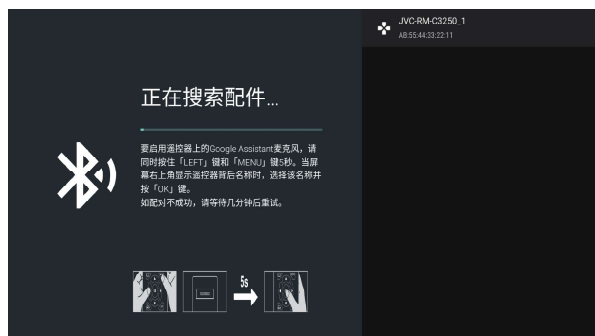 正在搜索配件...
要启用遥控器上的Google Assistant麦克风，请
同时按住「LEFT」键和「MENU」键5秒。当屏
幕右上角显示遥控器背后名称时，选择该名称并
按「OK」键。
如配对不成功，请等待几分钟后重试。
5s
JVC-RM-C3250_1
AB:55:44:33:22:11